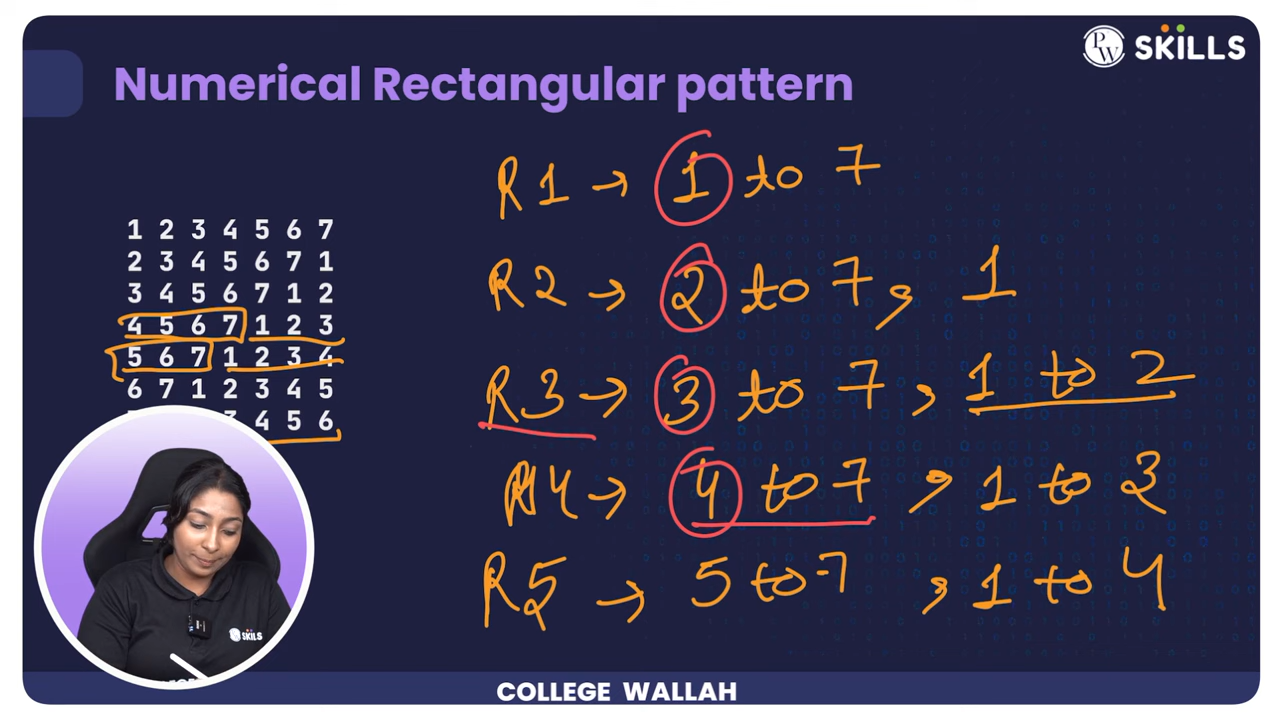 PW SKILLS
Numerical Rectangular pattern
1 2 3 4 5 6 7
2 3 4 5 6 7 1
3 4 5 6 7 1 2
4 5 6 7 1 2 3
5 6 7 1 2 3 4
6 7 1 2 3 4 5
4 5 6
R1 → 1 to 7
R2 → 2 to 7, 1
R3 → 3 to 7, 1 to 2
R4 → 4 to 7, 1 to 3
R5 → 5 to 7, 1 to 4
SKILLS
COLLEGE WALLAH